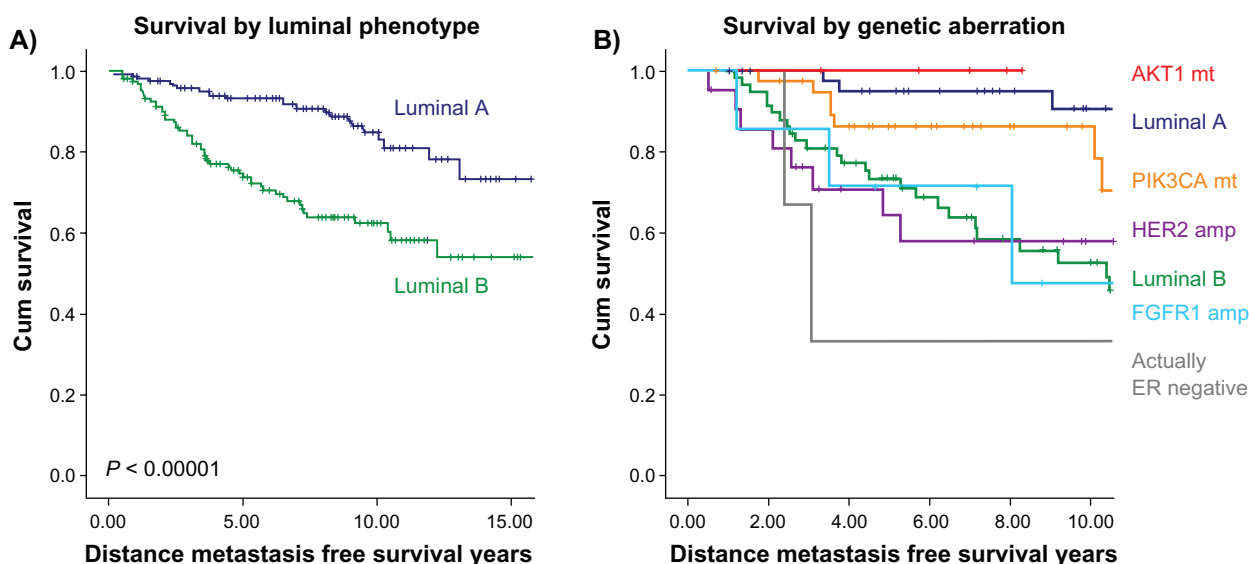 A)
Survival by luminal phenotype
Cum survival
1.0
0.8
0.6
0.4
0.2
0.0
Luminal A
Luminal B
P < 0.00001
0.00 5.00 10.00 15.00
Distance metastasis free survival years
B)
Survival by genetic aberration
Cum survival
1.0
0.8
0.6
0.4
0.2
0.0
AKT1 mt
Luminal A
PIK3CA mt
HER2 amp
Luminal B
FGFR1 amp
Actually
ER negative
0.00 2.00 4.00 6.00 8.00 10.00
Distance metastasis free survival years